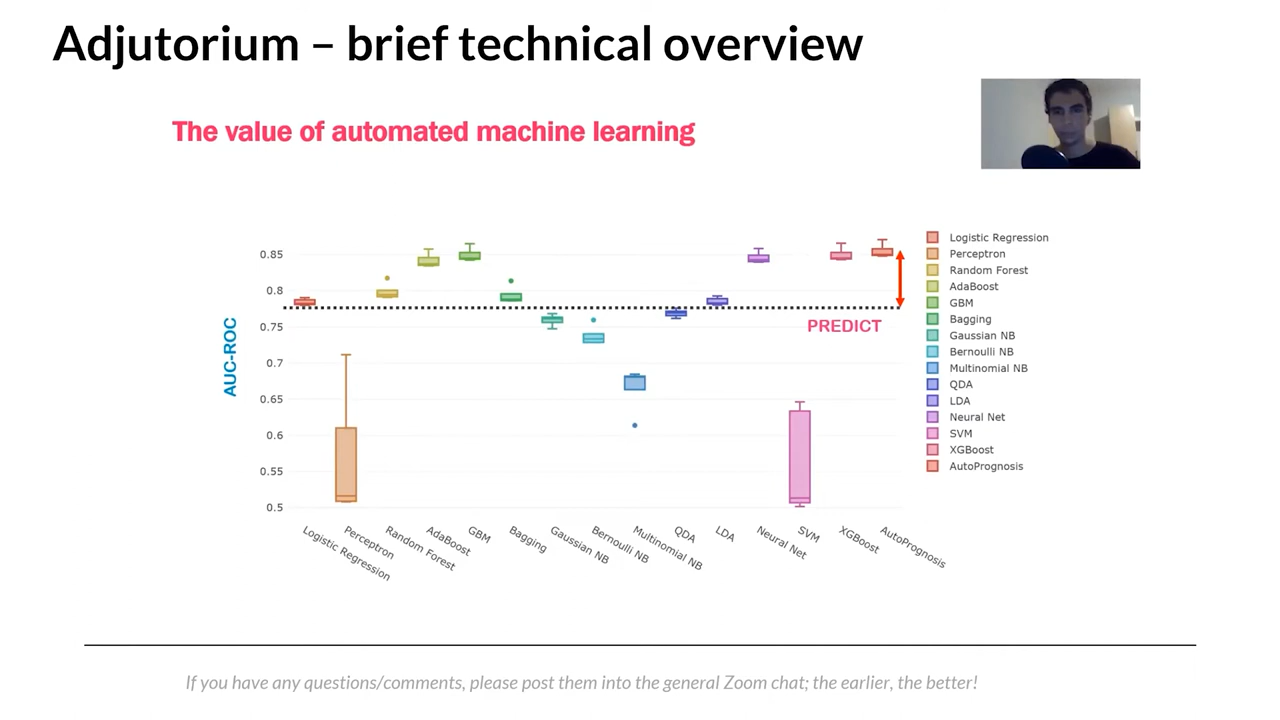 Adjutorium – brief technical overview
The value of automated machine learning
AUC-ROC
0.85
0.8
0.75
0.7
0.65
0.6
0.55
0.5
PREDICT
Logistic Regression
Perceptron
Random Forest
AdaBoost
GBM
Bagging
Gaussian NB
Bernoulli NB
Multinomial NB
QDA
LDA
Neural Net
SVM
XGBoost
AutoPrognosis
Logistic Regression
Perceptron
Random Forest
AdaBoost
GBM
Bagging
Gaussian NB
Bernoulli NB
Multinomial NB
QDA
LDA
Neural Net
SVM
XGBoost
AutoPrognosis
If you have any questions/comments, please post them into the general Zoom chat; the earlier, the better!